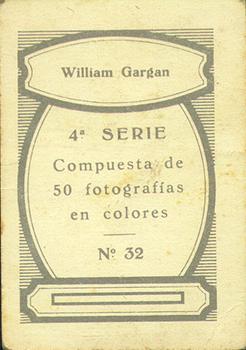 William Gargan
4ª SERIE
Compuesta de
50 fotografías
en colores
Nº 32